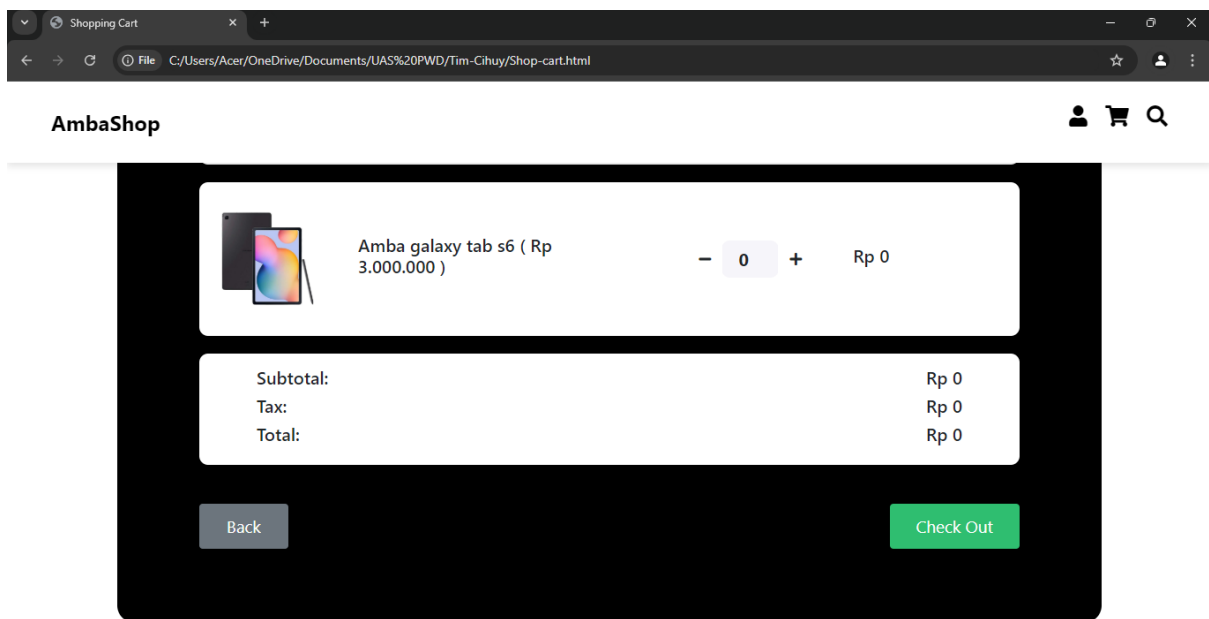 Shopping Cart
File C:/Users/Acer/OneDrive/Documents/UAS%20PWD/Tim-Cihuy/Shop-cart.html
AmbaShop
Amba galaxy tab s6 ( Rp
3.000.000 )
0
Rp 0
Subtotal: Rp 0
Tax: Rp 0
Total: Rp 0
Back
Check Out